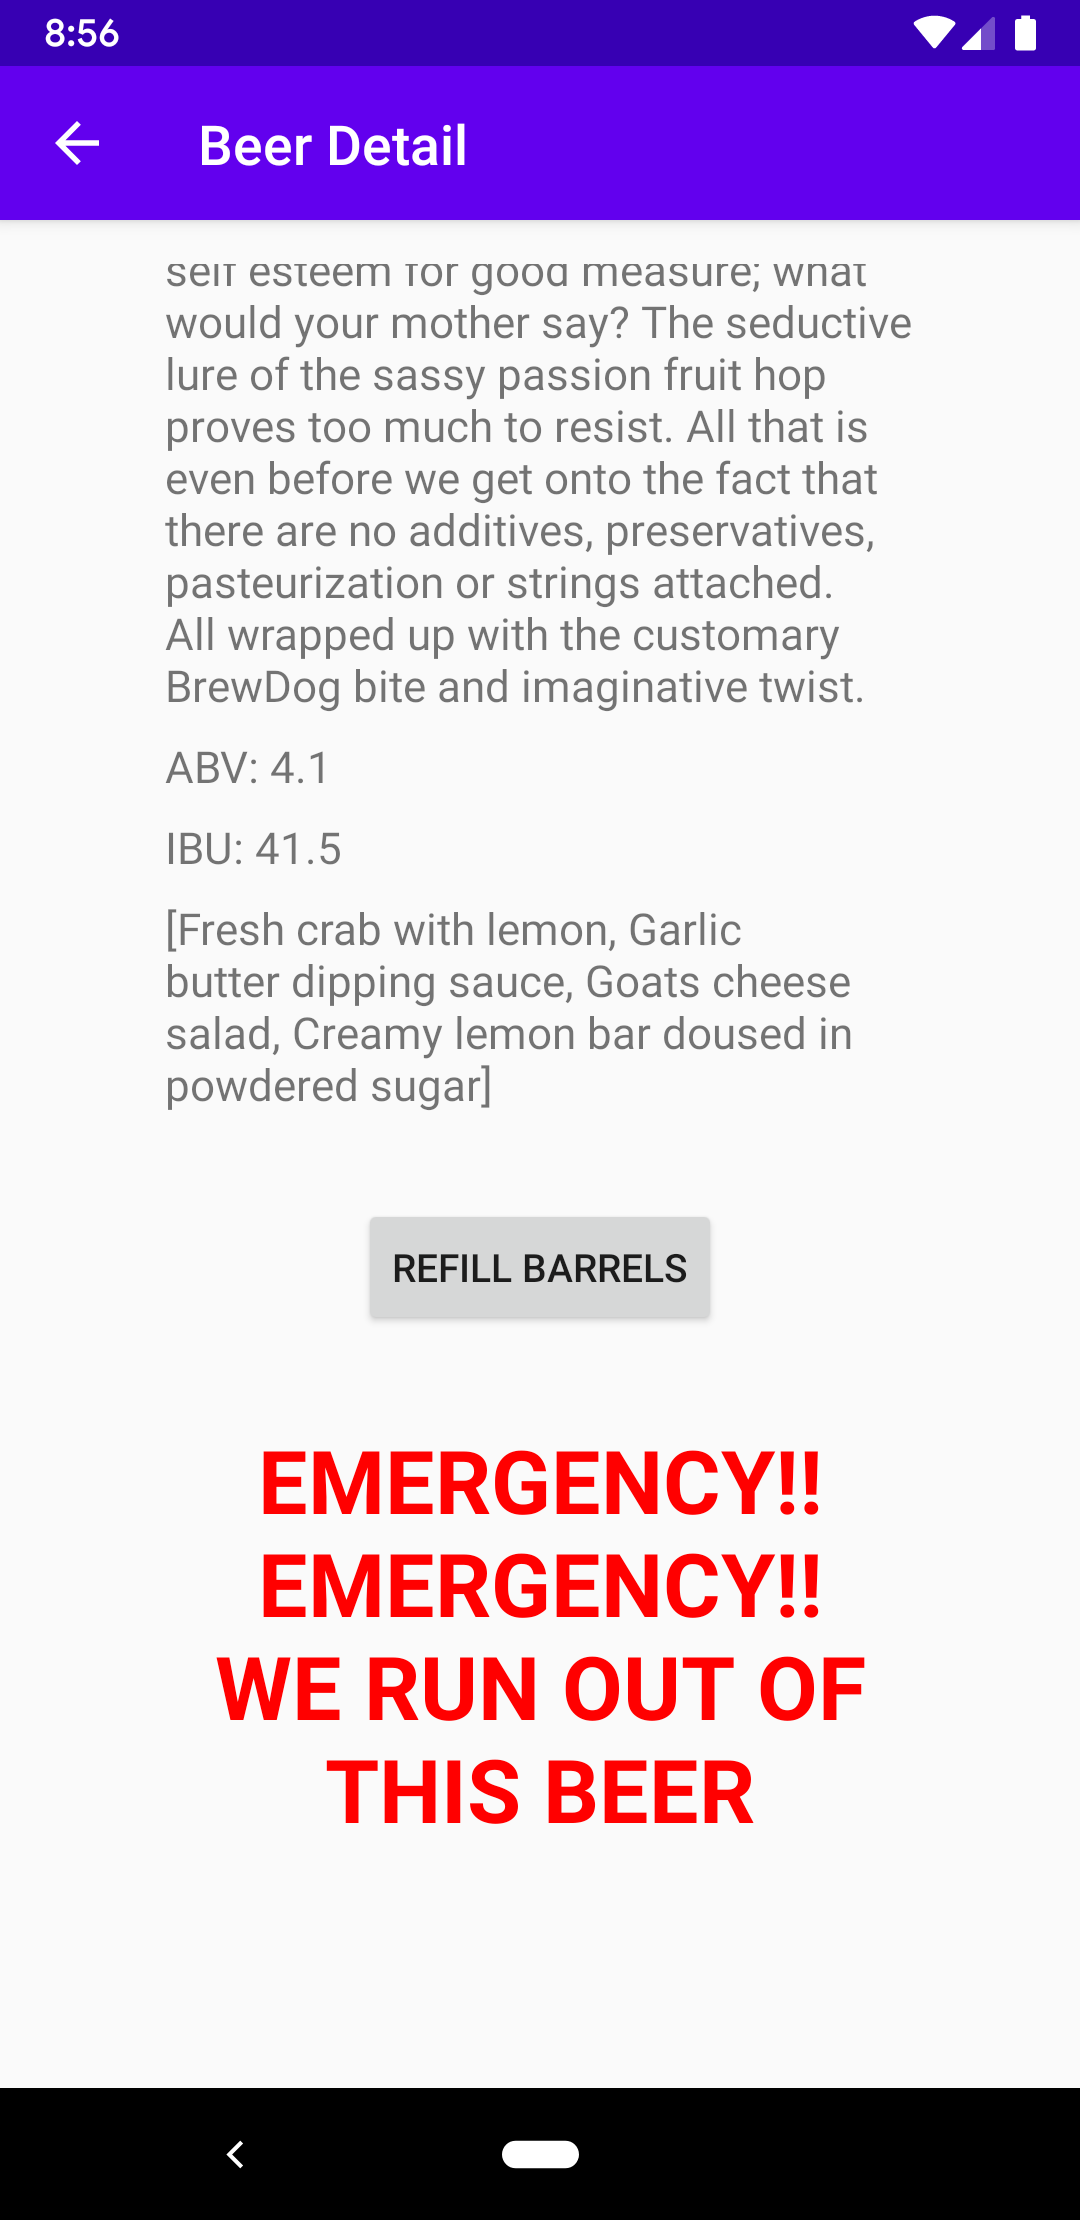 8:56
Beer Detail
self esteem for good measure; what
would your mother say? The seductive
lure of the sassy passion fruit hop
proves too much to resist. All that is
even before we get onto the fact that
there are no additives, preservatives,
pasteurization or strings attached.
All wrapped up with the customary
BrewDog bite and imaginative twist.
ABV: 4.1
IBU: 41.5
[Fresh crab with lemon, Garlic
butter dipping sauce, Goats cheese
salad, Creamy lemon bar doused in
powdered sugar]
REFILL BARRELS
EMERGENCY!!
EMERGENCY!!
WE RUN OUT OF
THIS BEER